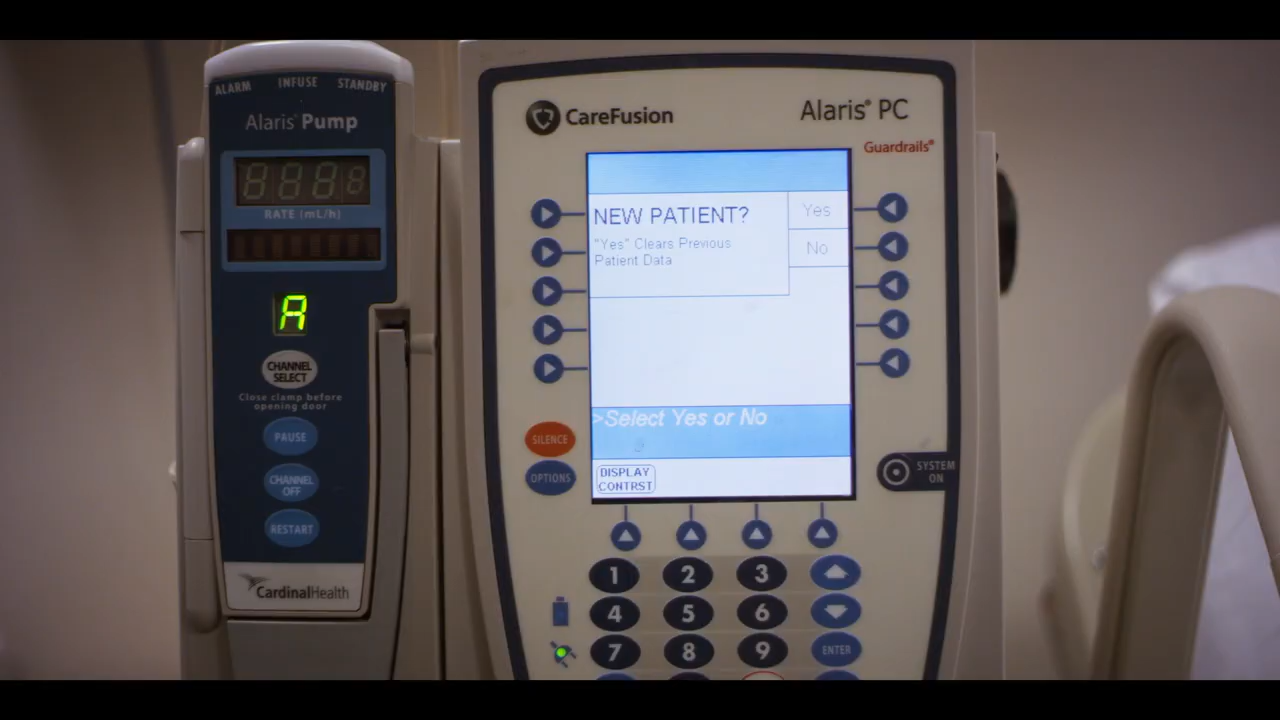 ALARM INFUSE STANDBY
Alaris® Pump
RATE (mL/h)
A
CHANNEL
SELECT
Close clamp before
opening door
PAUSE
CHANNEL
OFF
RESTART
CardinalHealth
CareFusion
Alaris® PC
Guardrails®
NEW PATIENT?
"Yes" Clears Previous
Patient Data
Yes
No
>Select Yes or No
DISPLAY
CONTRST
SILENCE
OPTIONS
SYSTEM
ON
1 2 3
4 5 6
7 8 9
ENTER